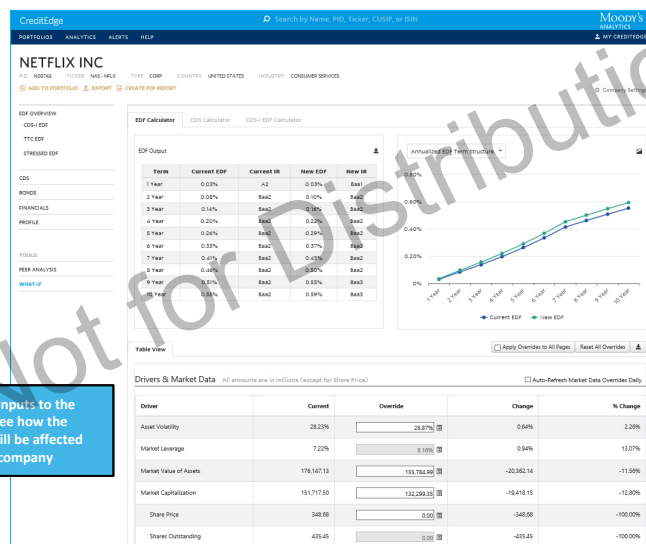 CreditEdge
Search by Name, PID, Ticker, CUSIP, or ISIN
MOODY'S
ANALYTICS
PORTFOLIOS ANALYTICS ALERTS HELP
MY CREDITEDGE
NETFLIX INC
PID N00743 TICKER NAS - NFLX TYPE CORP COUNTRY UNITED STATES INDUSTRY CONSUMER SERVICES
ADD TO PORTFOLIO EXPORT CREATE PDF REPORT
Company Settings
EDF OVERVIEW
CDS-I EDF
TTC EDF
STRESSED EDF
CDS
BONDS
FINANCIALS
PROFILE
TOOLS:
PEER ANALYSIS
WHAT-IF
EDF Calculator CDS Calculator CDS-I EDF Calculator
EDF Output
Term Current EDF Current IR New EDF New IR
1 Year 0.03% A2 0.03% Baa1
2 Year 0.08% Baa2 0.10% Baa2
3 Year 0.14% Baa2 0.16% Baa2
4 Year 0.20% Baa2 0.22% Baa2
5 Year 0.26% Baa2 0.29% Baa2
6 Year 0.33% Baa2 0.37% Baa2
7 Year 0.41% Baa2 0.45% Baa2
8 Year 0.46% Baa2 0.50% Baa2
9 Year 0.51% Baa2 0.55% Baa3
10 Year 0.55% Baa2 0.59% Baa3
Annualized EDF Term Structure
0.80%
0.60%
0.40%
0.20%
0%
1 Year 2 Year 3 Year 4 Year 5 Year 6 Year 7 Year 8 Year 9 Year 10 Year
Current EDF New EDF
Table View
Apply Overrides to All Pages Reset All Overrides
Drivers & Market Data All amounts are in millions (except for Share Price)
Auto-Refresh Market Data Overrides Daily
Driver Current Override Change % Change
Asset Volatility 28.23% 28.87% 0.64% 2.26%
Market Leverage 7.22% 8.16% 0.94% 13.07%
Market Value of Assets 176,147.13 155,784.99 -20,362.14 -11.56%
Market Capitalization 151,717.50 132,299.35 -19,418.15 -12.80%
Share Price 348.68 0.00 -348.68 -100.00%
Shares Outstanding 435.45 0.00 -435.45 -100.00%
nputs to the
ee how the
ill be affected
company
Not for Distributio